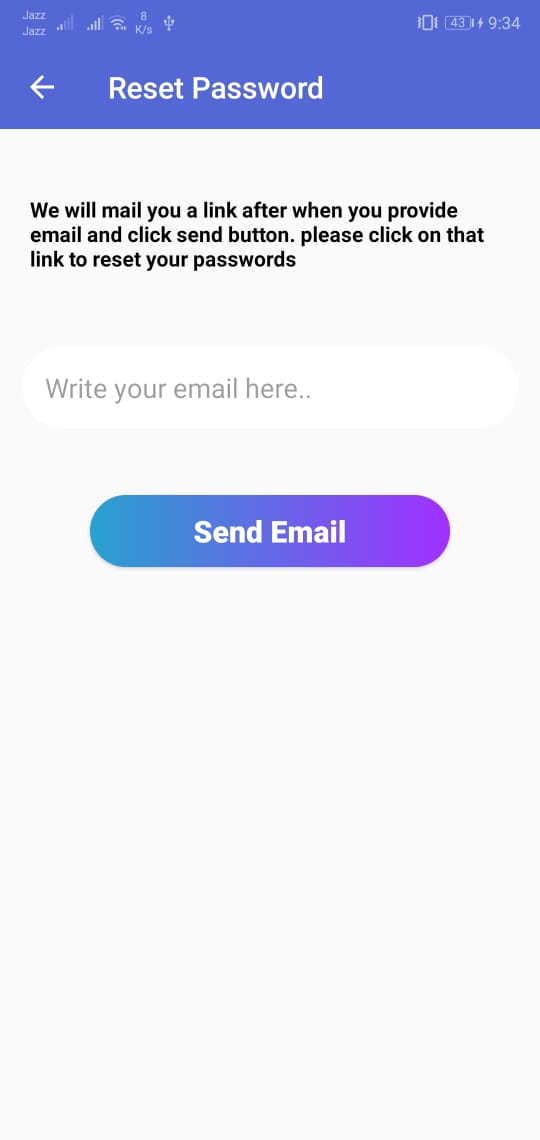 Jazz
Jazz
8
K/s
43
9:34
Reset Password
We will mail you a link after when you provide
email and click send button. please click on that
link to reset your passwords
Write your email here..
Send Email